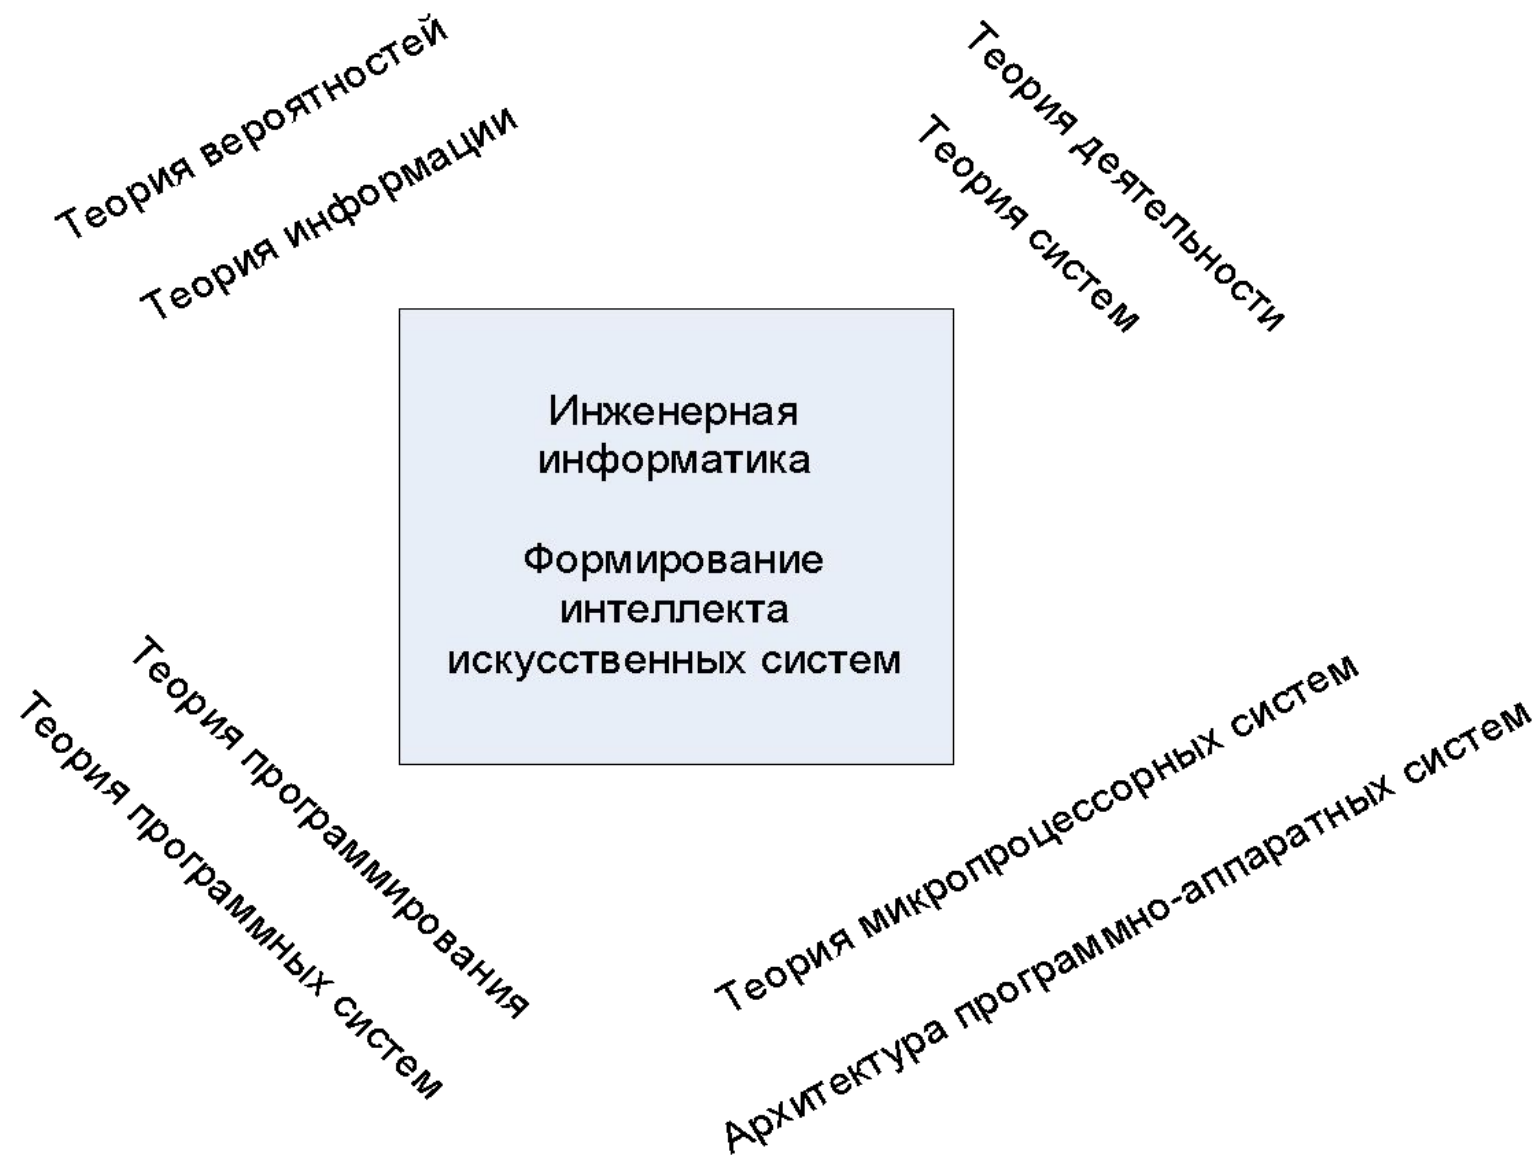 Теория вероятностей
Теория информации
Теория деятельности
Теория систем
Инженерная
информатика
Формирование
интеллекта
искусственных систем
Теория программирования
Теория программных систем
Теория микропроцессорных систем
Архитектура программно-аппаратных систем